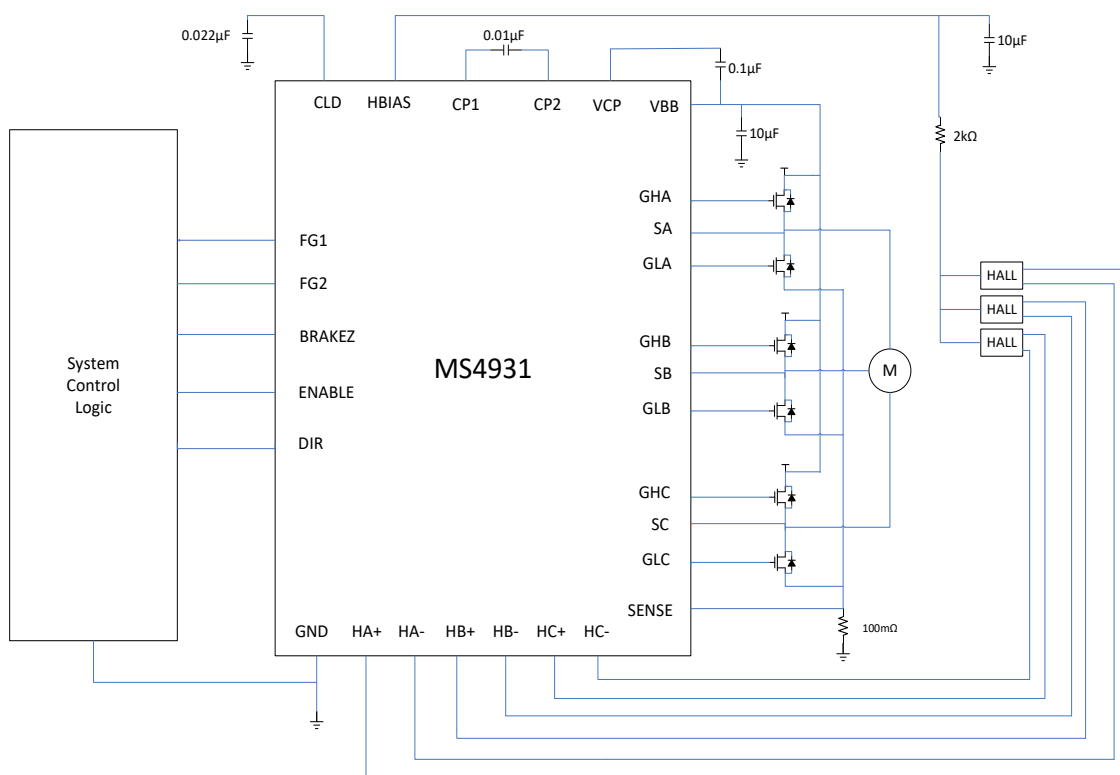 0.022μF
0.01μF
10μF
0.1μF
CLD
HBIAS
CP1
CP2
VCP
VBB
10μF
2kΩ
GHA
SA
FG1
GLA
HALL
FG2
HALL
BRAKEZ
GHB
HALL
System
Control
Logic
MS4931
SB
M
ENABLE
GLB
DIR
GHC
SC
GLC
SENSE
GND
HA+
HA-
HB+
HB-
HC+
HC-
100mΩ